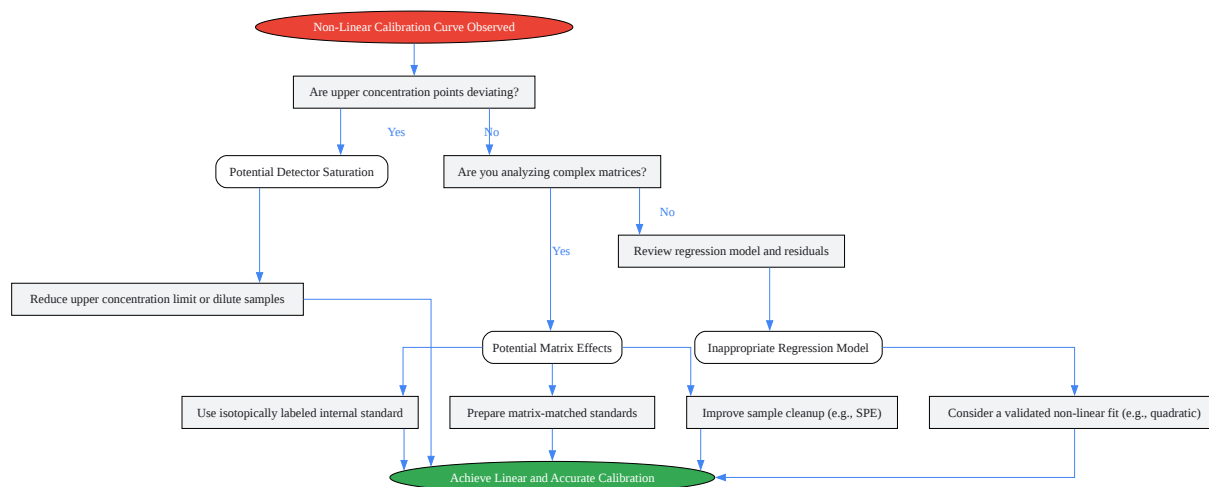 Non-Linear Calibration Curve Observed
Are upper concentration points deviating?
Yes
No
Potential Detector Saturation
Are you analyzing complex matrices?
No
Review regression model and residuals
Yes
Reduce upper concentration limit or dilute samples
Potential Matrix Effects
Inappropriate Regression Model
Use isotopically labeled internal standard
Prepare matrix-matched standards
Improve sample cleanup (e.g., SPE)
Consider a validated non-linear fit (e.g., quadratic)
Achieve Linear and Accurate Calibration